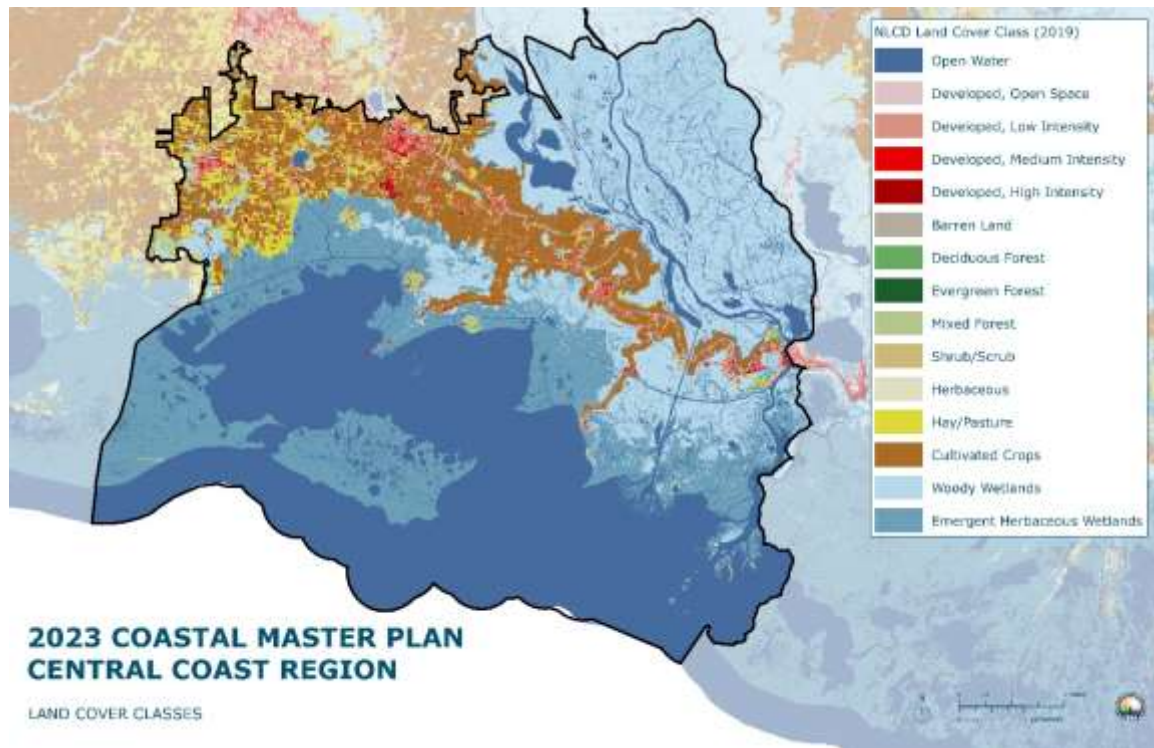 NLCD Land Cover Class (2019)
Open Water
Developed, Open Space
Developed, Low Intensity
Developed, Medium Intensity
Developed, High Intensity
Barren Land
Deciduous Forest
Evergreen Forest
Mixed Forest
Shrub/Scrub
Herbaceous
Hay/Pasture
Cultivated Crops
Woody Wetlands
Emergent Herbaceous Wetlands
2023 COASTAL MASTER PLAN
CENTRAL COAST REGION
LAND COVER CLASSES